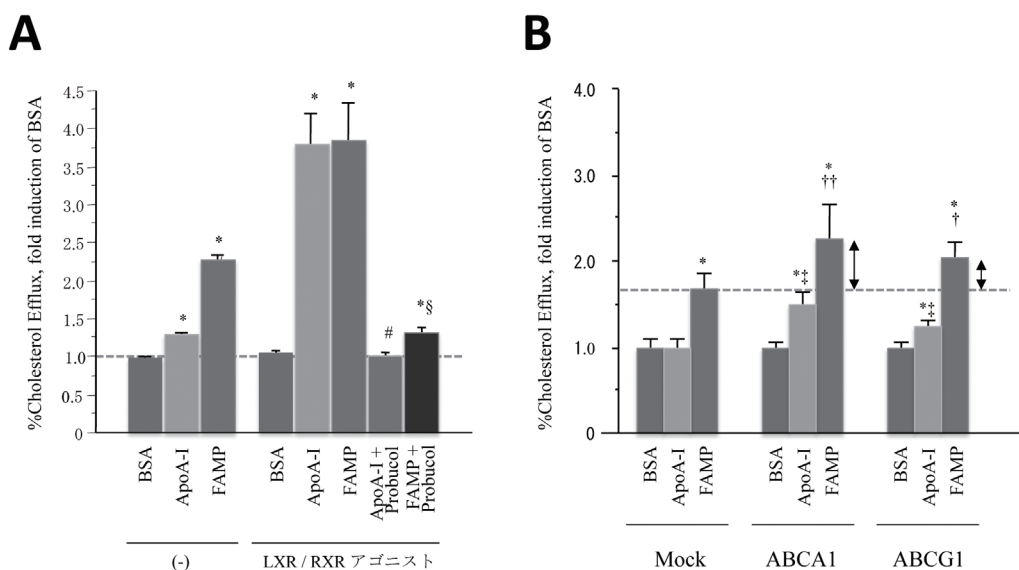 A
%Cholesterol Efflux, fold induction of BSA
4.5
4.0
3.5
3.0
2.5
2.0
1.5
1.0
0.5
0
*
*
*
*
#
*§
BSA
ApoA-I
FAMP
BSA
ApoA-I
FAMP
ApoA-I +
Probucol
FAMP +
Probucol
(-)
LXR / RXR アゴニスト
B
%Cholesterol Efflux, fold induction of BSA
4.0
3.0
2.0
1.0
0
*
*‡
*
††
*‡
*
†
BSA
ApoA-I
FAMP
BSA
ApoA-I
FAMP
BSA
ApoA-I
FAMP
Mock
ABCA1
ABCG1